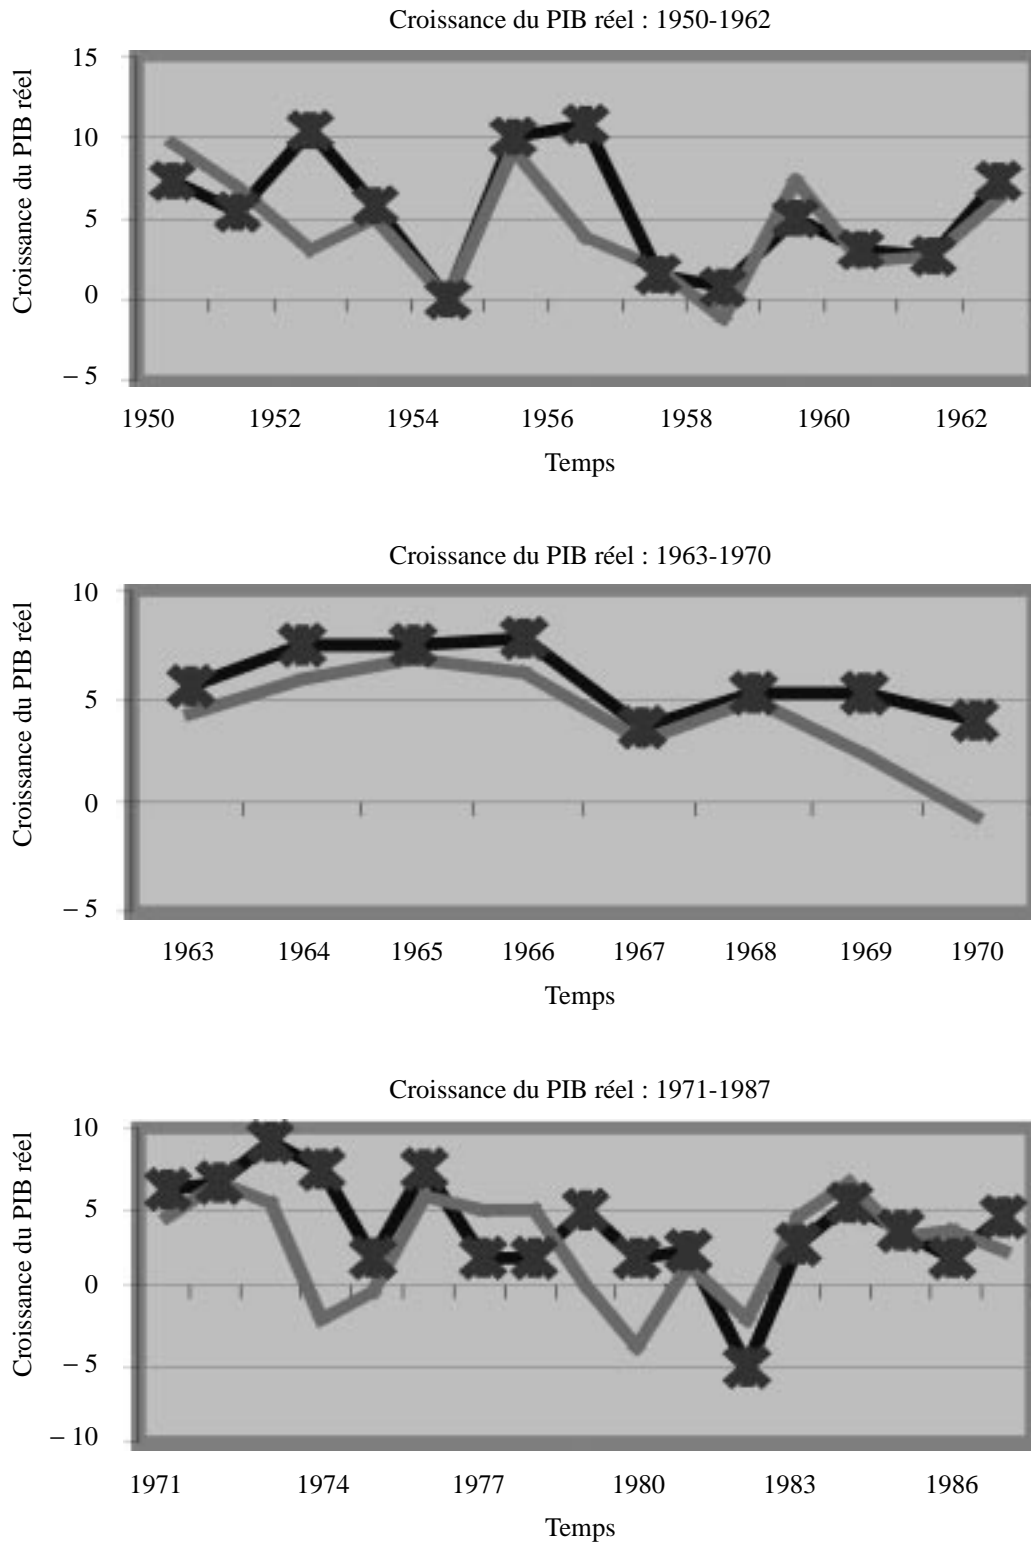 Croissance du PIB réel : 1950-1962
Croissance du PIB réel
15
10
5
0
– 5
1950 1952 1954 1956 1958 1960 1962
Temps
Croissance du PIB réel : 1963-1970
Croissance du PIB réel
10
5
0
– 5
1963 1964 1965 1966 1967 1968 1969 1970
Temps
Croissance du PIB réel : 1971-1987
Croissance du PIB réel
10
5
0
– 5
– 10
1971 1974 1977 1980 1983 1986
Temps